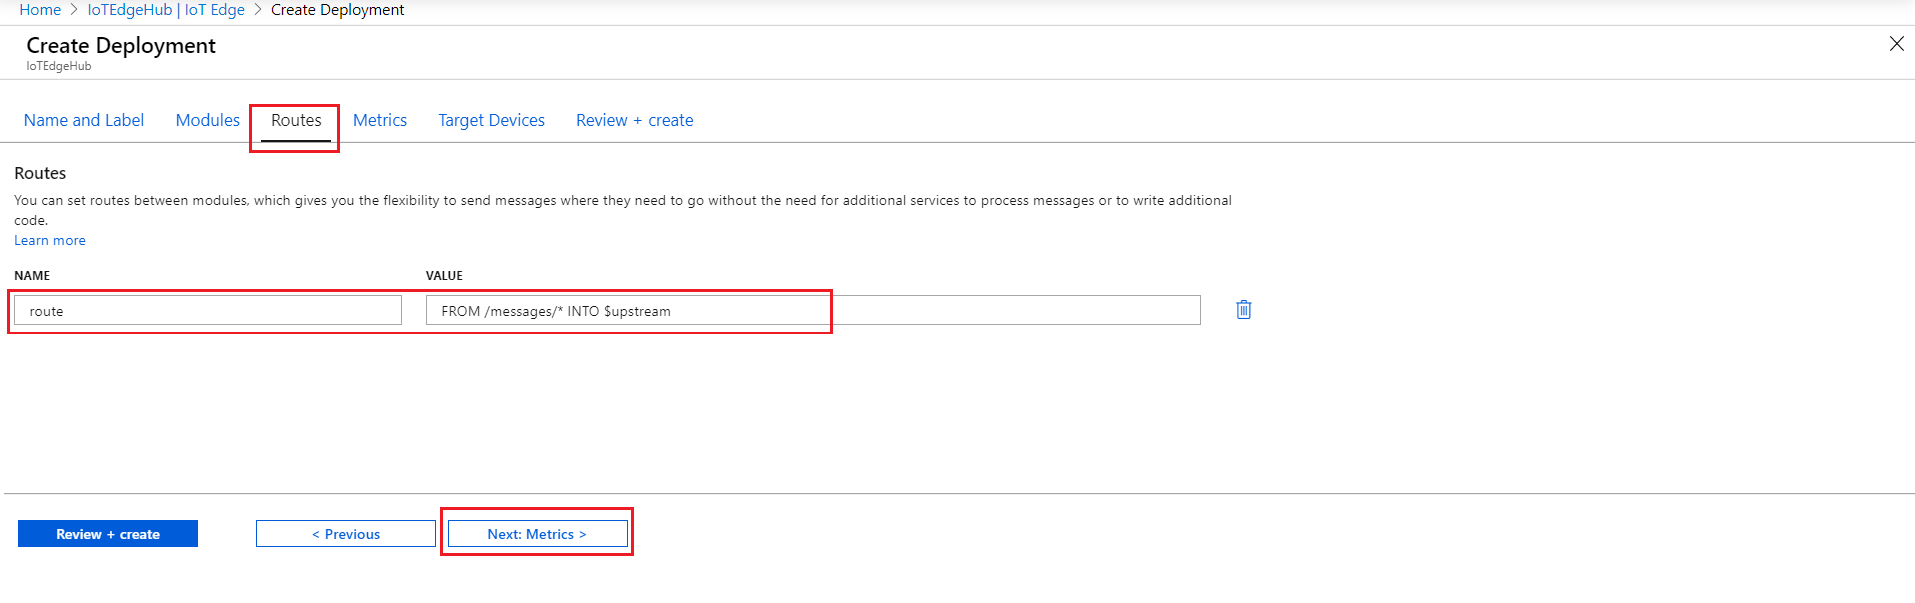 Home > IoTEdgeHub | IoT Edge > Create Deployment
Create Deployment
IoTEdgeHub
Name and Label Modules Routes Metrics Target Devices Review + create
Routes
You can set routes between modules, which gives you the flexibility to send messages where they need to go without the need for additional services to process messages or to write additional
code.
Learn more
NAME VALUE
route FROM /messages/* INTO $upstream
Review + create < Previous Next: Metrics >